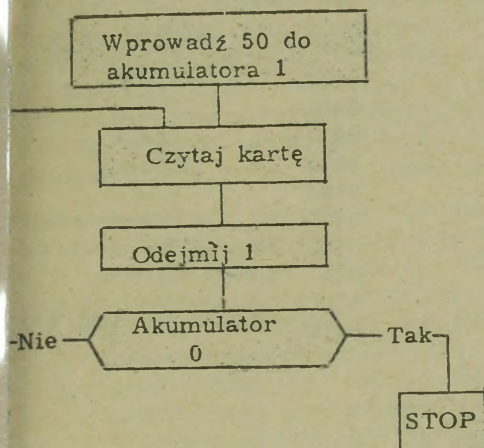 Wprowadź 50 do
akumulatora 1
Czytaj kartę
Odejmij 1
Akumulator
0
-Nie
Tak
STOP